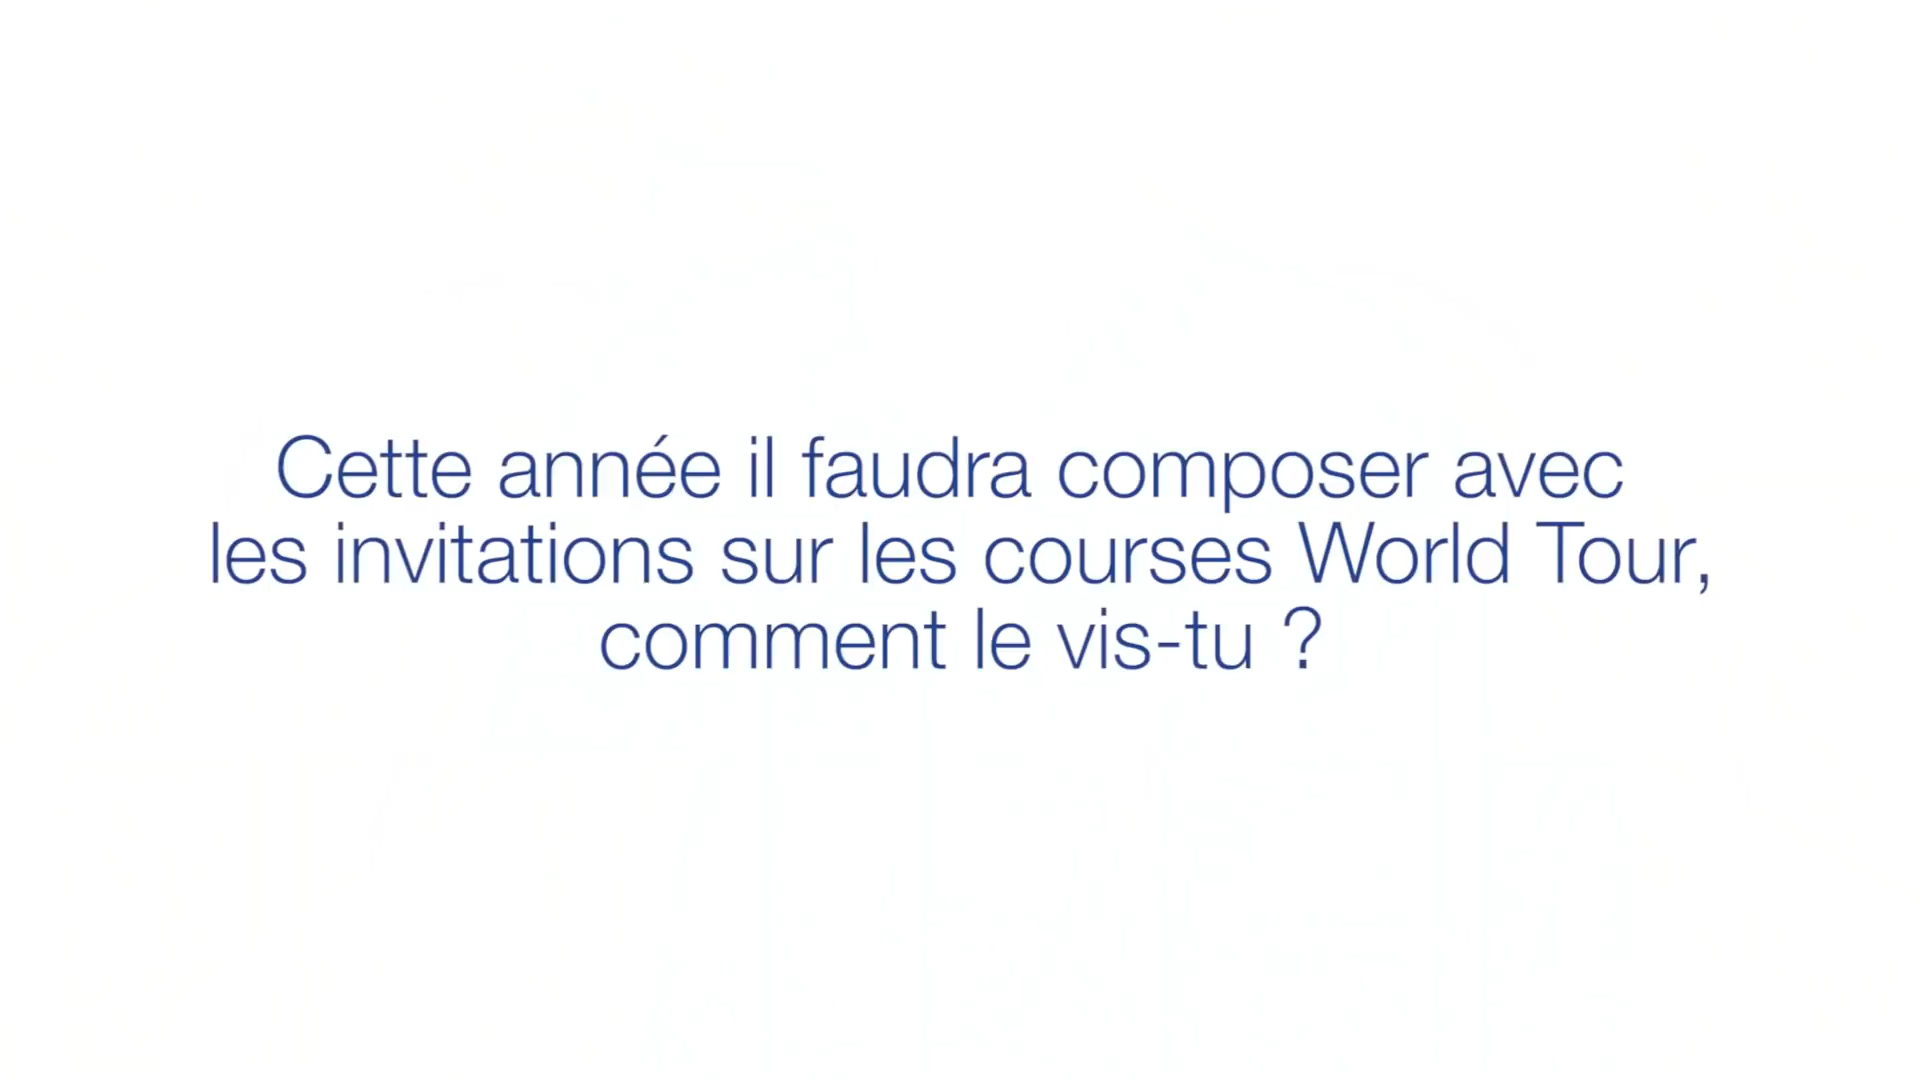 Cette année il faudra composer avec
les invitations sur les courses World Tour,
comment le vis-tu ?